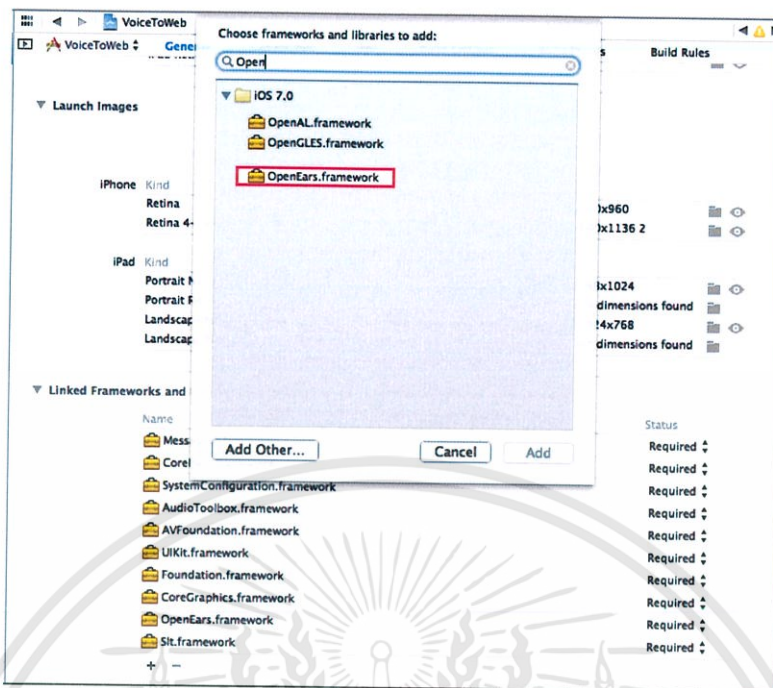 VoiceToWeb
VoiceToWeb
Choose frameworks and libraries to add:
Build Rules
Open
iOS 7.0
OpenAL.framework
OpenGLES.framework
OpenEars.framework
Launch Images
iPhone Kind
Retina
Retina 4-
x960
x1136 2
iPad Kind
Portrait
x1024
Portrait
dimensions found
Landscap
24x768
Landscap
dimensions found
Linked Frameworks and
Name Status
Mess Required
Required
SystemConfiguration.framework Required
AudioToolbox.framework Required
AVFoundation.framework Required
UIKit.framework Required
Foundation.framework Required
CoreGraphics.framework Required
OpenEars.framework Required
Slt.framework Required
Add Other... Cancel Add
+ -